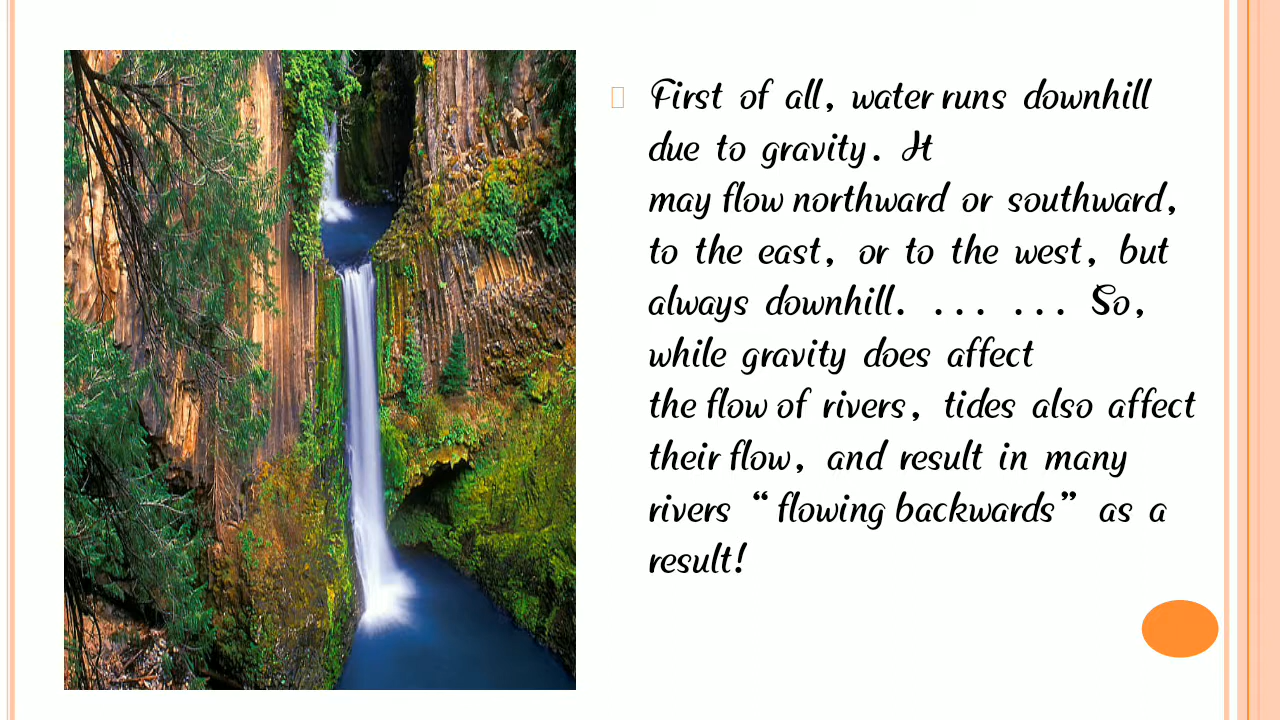 First of all, water runs downhill
due to gravity. It
may flow northward or southward,
to the east, or to the west, but
always downhill. ... ... So,
while gravity does affect
the flow of rivers, tides also affect
their flow, and result in many
rivers “flowing backwards” as a
result!